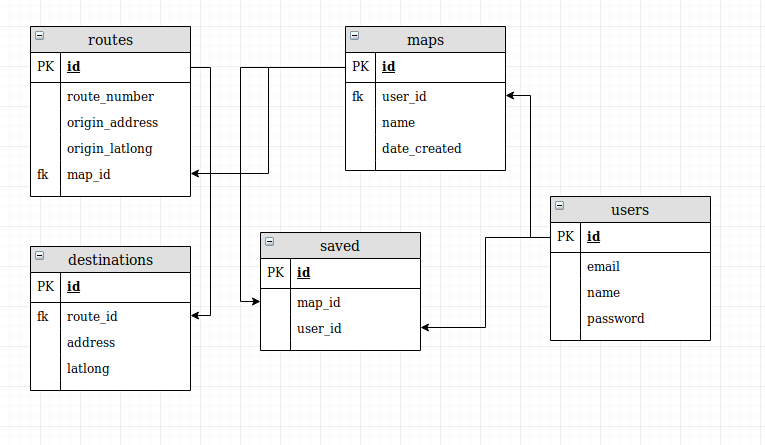 routes
PK id
route_number
origin_address
origin_latlong
fk map_id
maps
PK id
fk user_id
name
date_created
users
PK id
email
name
password
saved
PK id
map_id
user_id
destinations
PK id
fk route_id
address
latlong